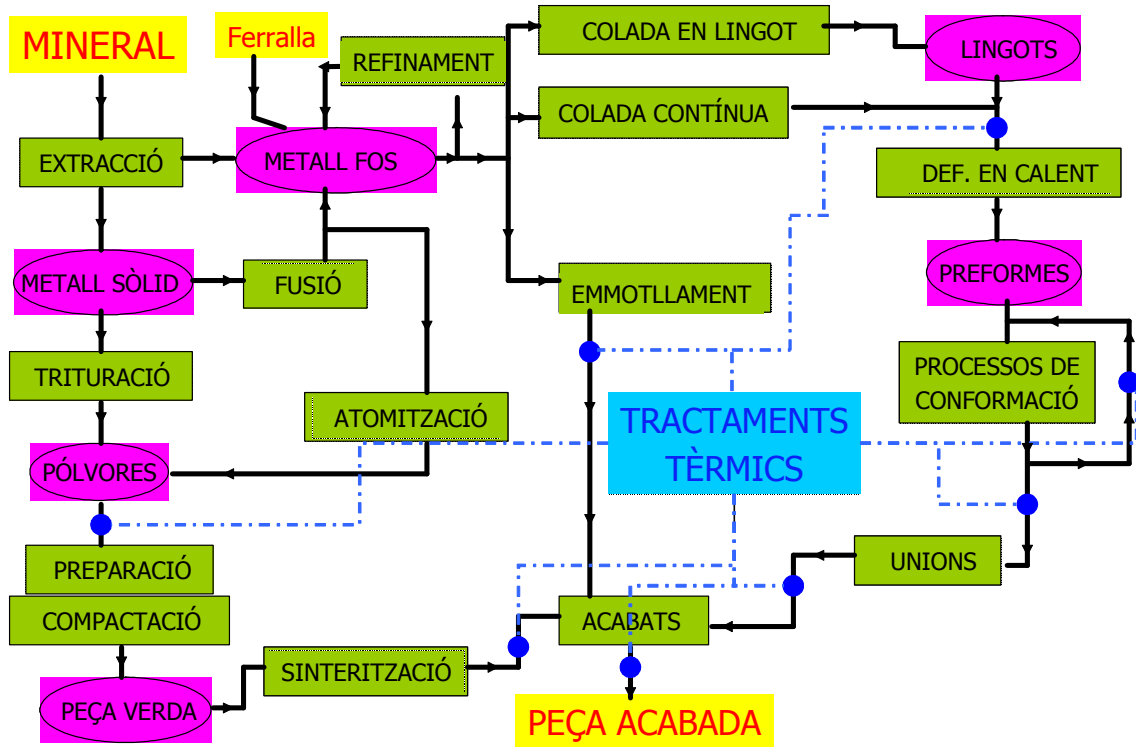 MINERAL
Ferralla
COLADA EN LINGOT
LINGOTS
REFINAMENT
COLADA CONTÍNUA
EXTRACCIÓ
METALL FOS
DEF. EN CALENT
METALL SÒLID
FUSIÓ
EMMOTLLAMENT
PREFORMES
TRITURACIÓ
ATOMITZACIÓ
TRACTAMENTS
TÈRMICS
PROCESSOS DE
CONFORMACIÓ
PÓLVORES
PREPARACIÓ
UNIONS
COMPACTACIÓ
ACABATS
SINTERITZACIÓ
PEÇA VERDA
PEÇA ACABADA